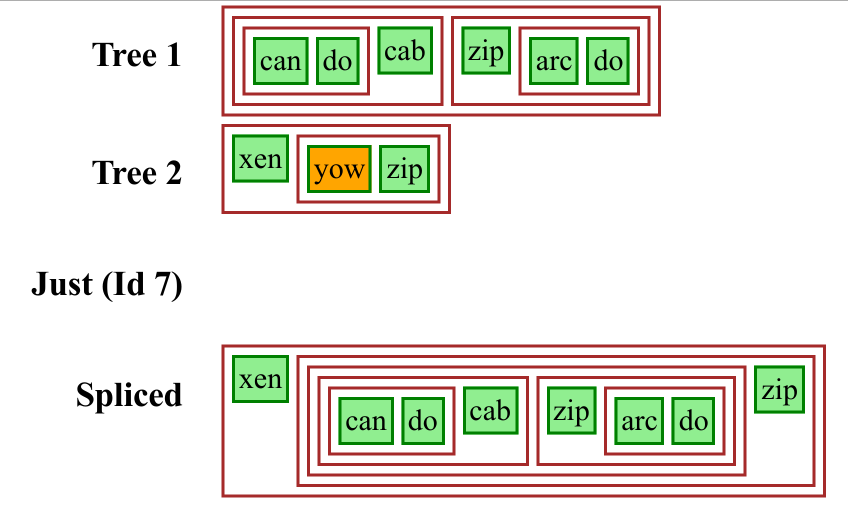 Tree 1 can do cab zip arc do
Tree 2 xen yow zip
Just (Id 7)
Spliced xen can do cab zip arc do zip